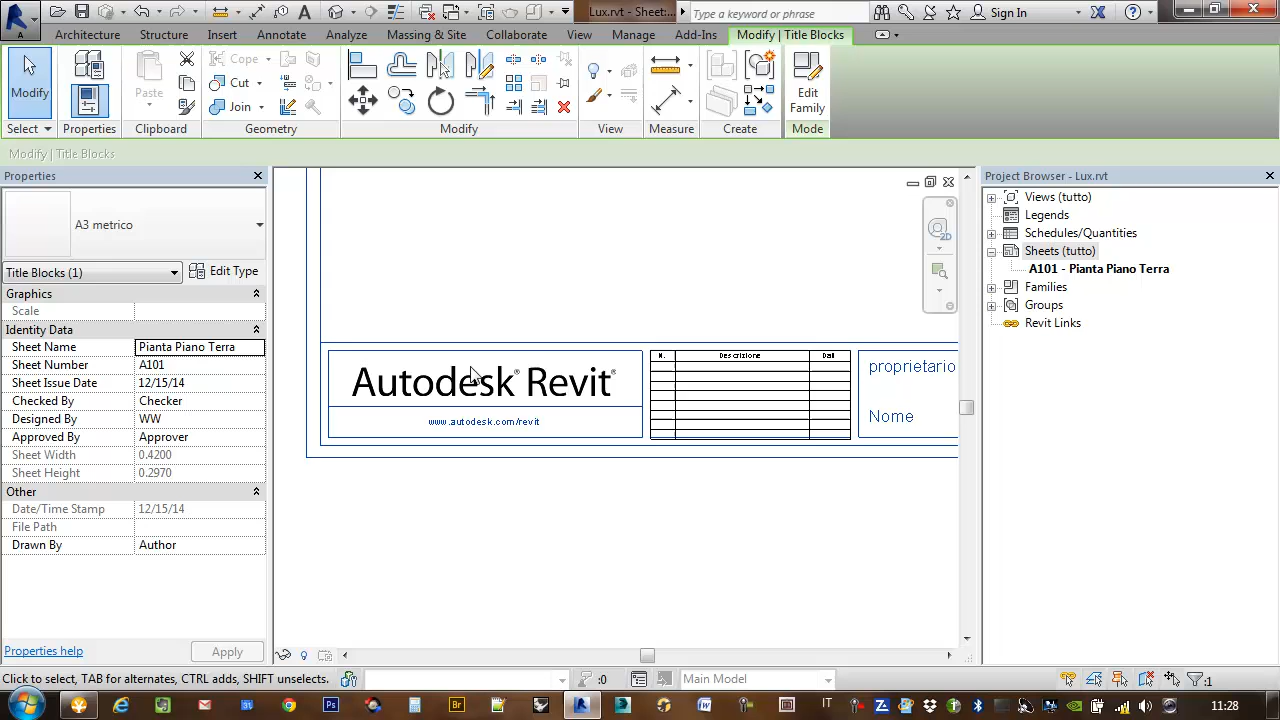 Lux.rvt - Sheet:...
Type a keyword or phrase
Sign In
Architecture
Structure
Insert
Annotate
Analyze
Massing & Site
Collaborate
View
Manage
Add-Ins
Modify | Title Blocks
Modify
Paste
Cope
Cut
Join
Edit
Family
Select
Properties
Clipboard
Geometry
Modify
View
Measure
Create
Mode
Modify | Title Blocks
Properties
A3 metrico
Title Blocks (1)
Edit Type
Graphics
Scale
Identity Data
Sheet Name Pianta Piano Terra
Sheet Number A101
Sheet Issue Date 12/15/14
Checked By Checker
Designed By WW
Approved By Approver
Sheet Width 0.4200
Sheet Height 0.2970
Other
Date/Time Stamp 12/15/14
File Path
Drawn By Author
Properties help
Apply
2D
Autodesk® Revit®
www.autodesk.com/revit
N. Descrizione Data
proprietario
Nome
Project Browser - Lux.rvt
Views (tutto)
Legends
Schedules/Quantities
Sheets (tutto)
A101 - Pianta Piano Terra
Families
Groups
Revit Links
Click to select, TAB for alternates, CTRL adds, SHIFT unselects.
:0
Main Model
:1
Ps
Br
IT
11:28